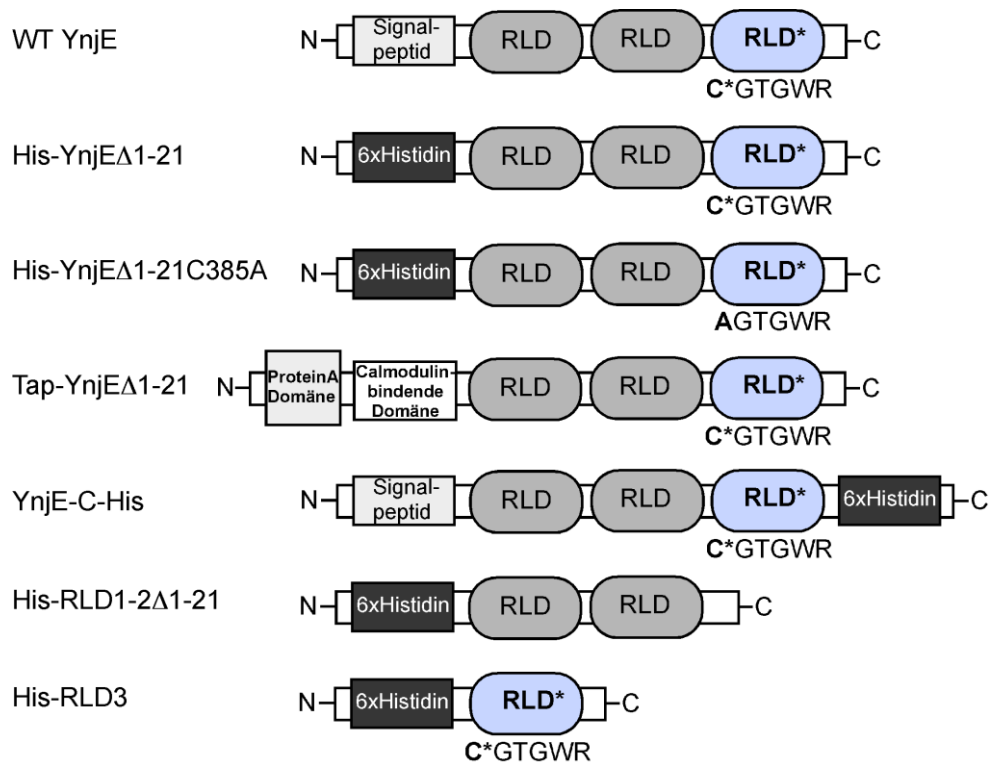 WT YnjE N Signal- RLD RLD RLD* C
peptid
C*GTGWR
His-YnjEΔ1-21 N 6xHistidin RLD RLD RLD* C
C*GTGWR
His-YnjEΔ1-21C385A N 6xHistidin RLD RLD RLD* C
AGTGWR
Tap-YnjEΔ1-21 N ProteinA Calmodulin- RLD RLD RLD* C
Domäne bindende
Domäne
C*GTGWR
YnjE-C-His N Signal- RLD RLD RLD* 6xHistidin C
peptid
C*GTGWR
His-RLD1-2Δ1-21 N 6xHistidin RLD RLD C
His-RLD3 N 6xHistidin RLD* C
C*GTGWR